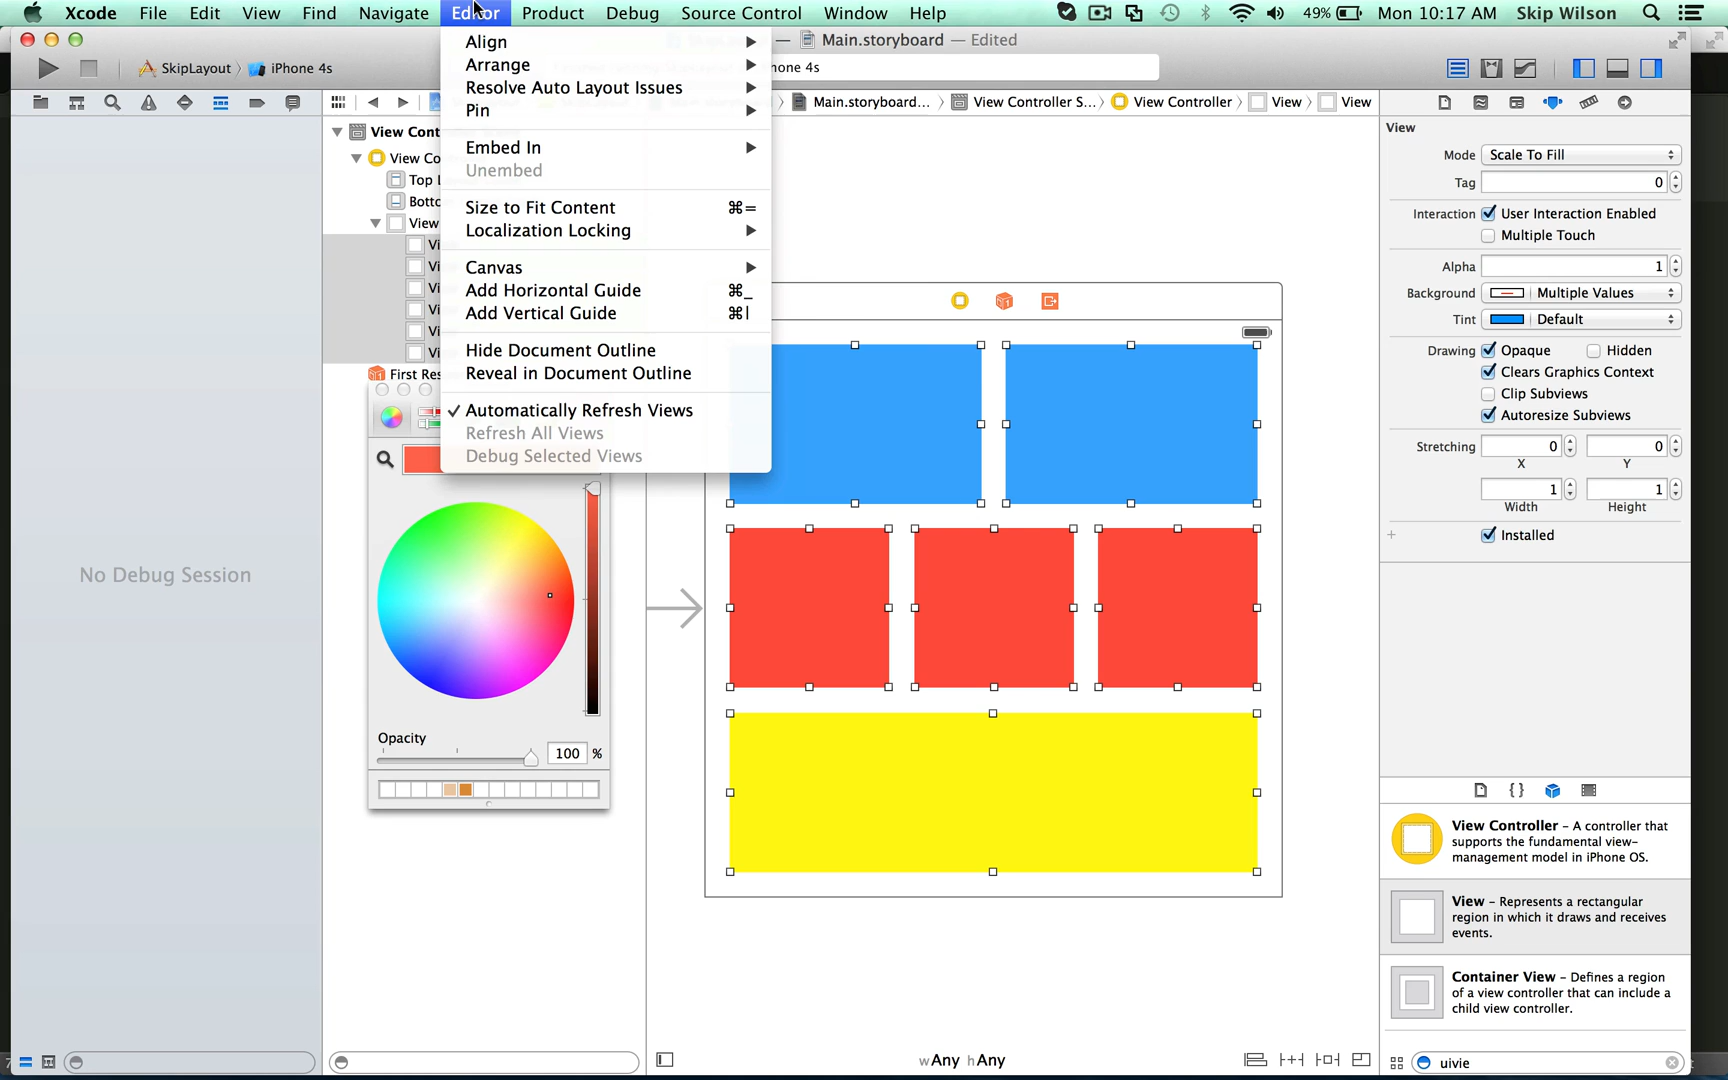 Xcode File Edit View Find Navigate Editor Product Debug Source Control Window Help 49% Mon 10:17 AM Skip Wilson
Main.storyboard — Edited
SkipLayout iPhone 4s
one 4s
Main.storyboard... View Controller S... View Controller View View
View Cont
View Co
Top L
Botto
View
Vi
Vi
Vi
Vi
Vi
Vi
First Res
Align
Arrange
Resolve Auto Layout Issues
Pin
Embed In
Unembed
Size to Fit Content ⌘=
Localization Locking
Canvas
Add Horizontal Guide ⌘_
Add Vertical Guide ⌘|
Hide Document Outline
Reveal in Document Outline
✓ Automatically Refresh Views
Refresh All Views
Debug Selected Views
No Debug Session
Opacity
100 %
wAny hAny
View
Mode Scale To Fill
Tag 0
Interaction User Interaction Enabled
Multiple Touch
Alpha 1
Background Multiple Values
Tint Default
Drawing Opaque Hidden
Clears Graphics Context
Clip Subviews
Autoresize Subviews
Stretching 0 0
X Y
1 1
Width Height
+ Installed
{ }
View Controller – A controller that
supports the fundamental view-
management model in iPhone OS.
View – Represents a rectangular
region in which it draws and receives
events.
Container View – Defines a region
of a view controller that can include a
child view controller.
uivie